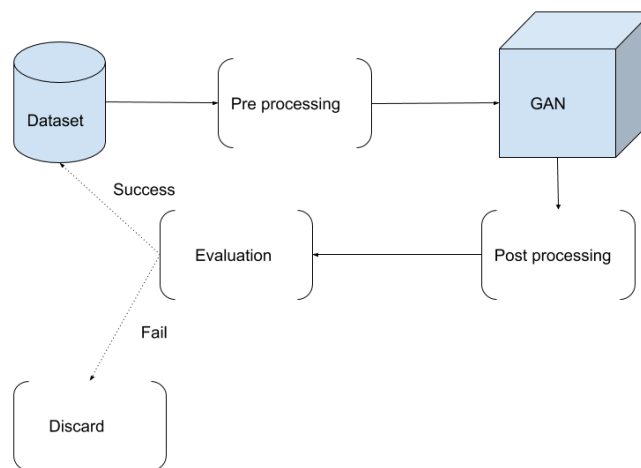 Dataset
Pre processing
GAN
Success
Evaluation
Post processing
Fail
Discard